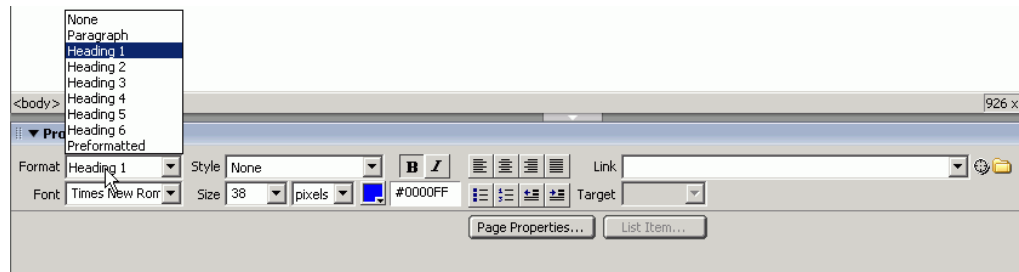 None
Paragraph
Heading 1
Heading 2
Heading 3
Heading 4
Heading 5
Heading 6
Preformatted
<body>
926 x
Pro
Format Heading 1 Style None B I Link
Font Times New Rom Size 38 pixels #0000FF Target
Page Properties... List Item...